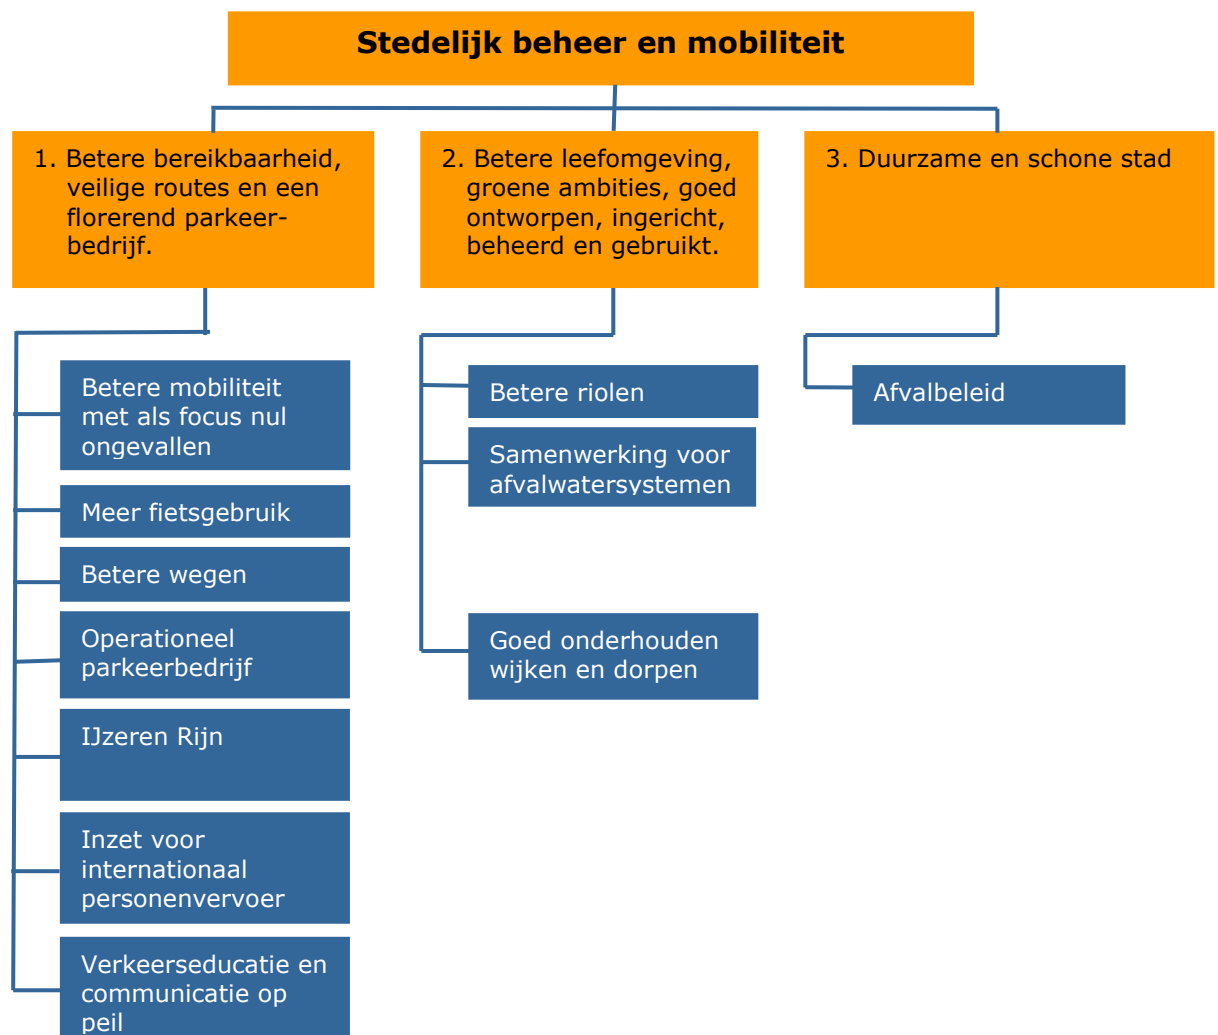 Stedelijk beheer en mobiliteit
1. Betere bereikbaarheid,
veilige routes en een
florerend parkeer-
bedrijf.
2. Betere leefomgeving,
groene ambities, goed
ontworpen, ingericht,
beheerd en gebruikt.
3. Duurzame en schone stad
Betere mobiliteit
met als focus nul
ongevallen
Meer fietsgebruik
Betere wegen
Operationeel
parkeerbedrijf
IJzeren Rijn
Inzet voor
internationaal
personenvervoer
Verkeerseducatie en
communicatie op
peil
Betere riolen
Samenwerking voor
afvalwatersystemen
Goed onderhouden
wijken en dorpen
Afvalbeleid